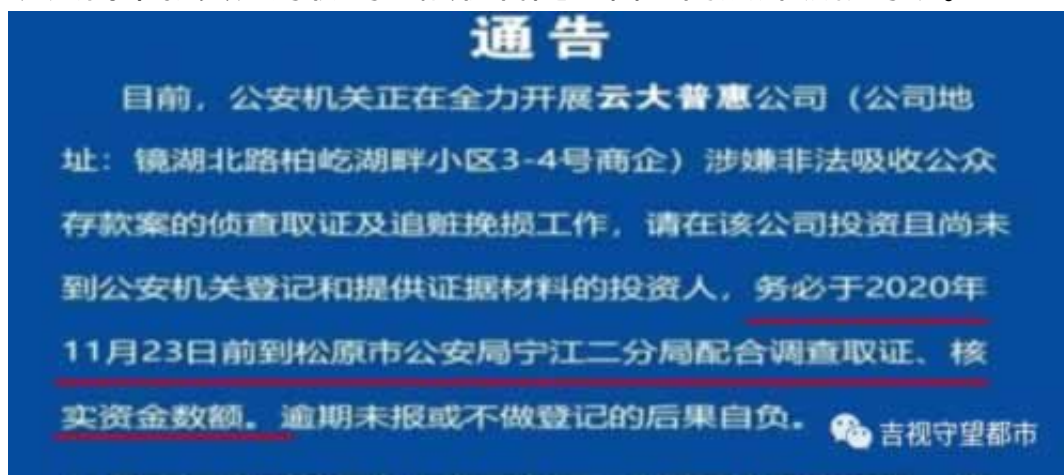 通告
目前，公安机关正在全力开展云大普惠公司（公司地
址：镜湖北路柏屹湖畔小区3-4号商企）涉嫌非法吸收公众
存款案的侦查取证及追赃挽损工作，请在该公司投资且尚未
到公安机关登记和提供证据材料的投资人，务必于2020年
11月23日前到松原市公安局宁江二分局配合调查取证、核
实资金数额。逾期未报或不做登记的后果自负。
吉视守望都市